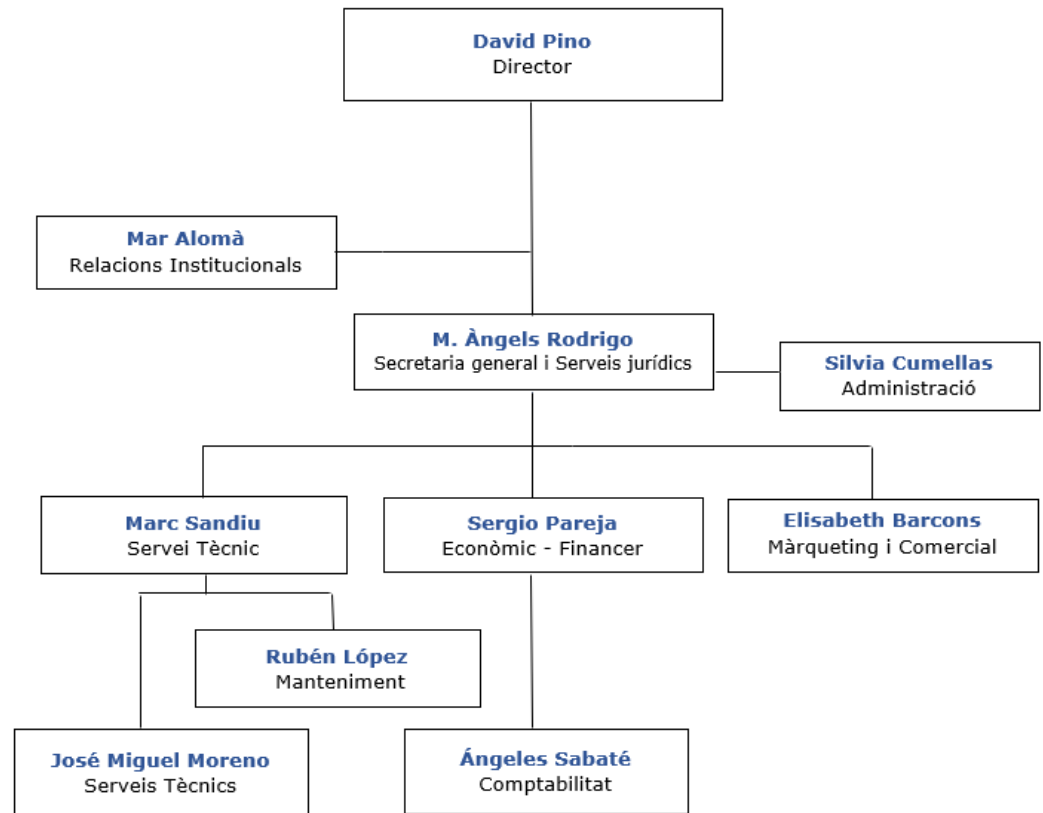 David Pino
Director
Mar Alomà
Relacions Institucionals
M. Àngels Rodrigo
Secretaria general i Serveis jurídics
Silvia Cumellas
Administració
Marc Sandiu
Servei Tècnic
Sergio Pareja
Econòmic - Financer
Elisabeth Barcons
Màrqueting i Comercial
Rubén López
Manteniment
José Miguel Moreno
Serveis Tècnics
Ángeles Sabaté
Comptabilitat